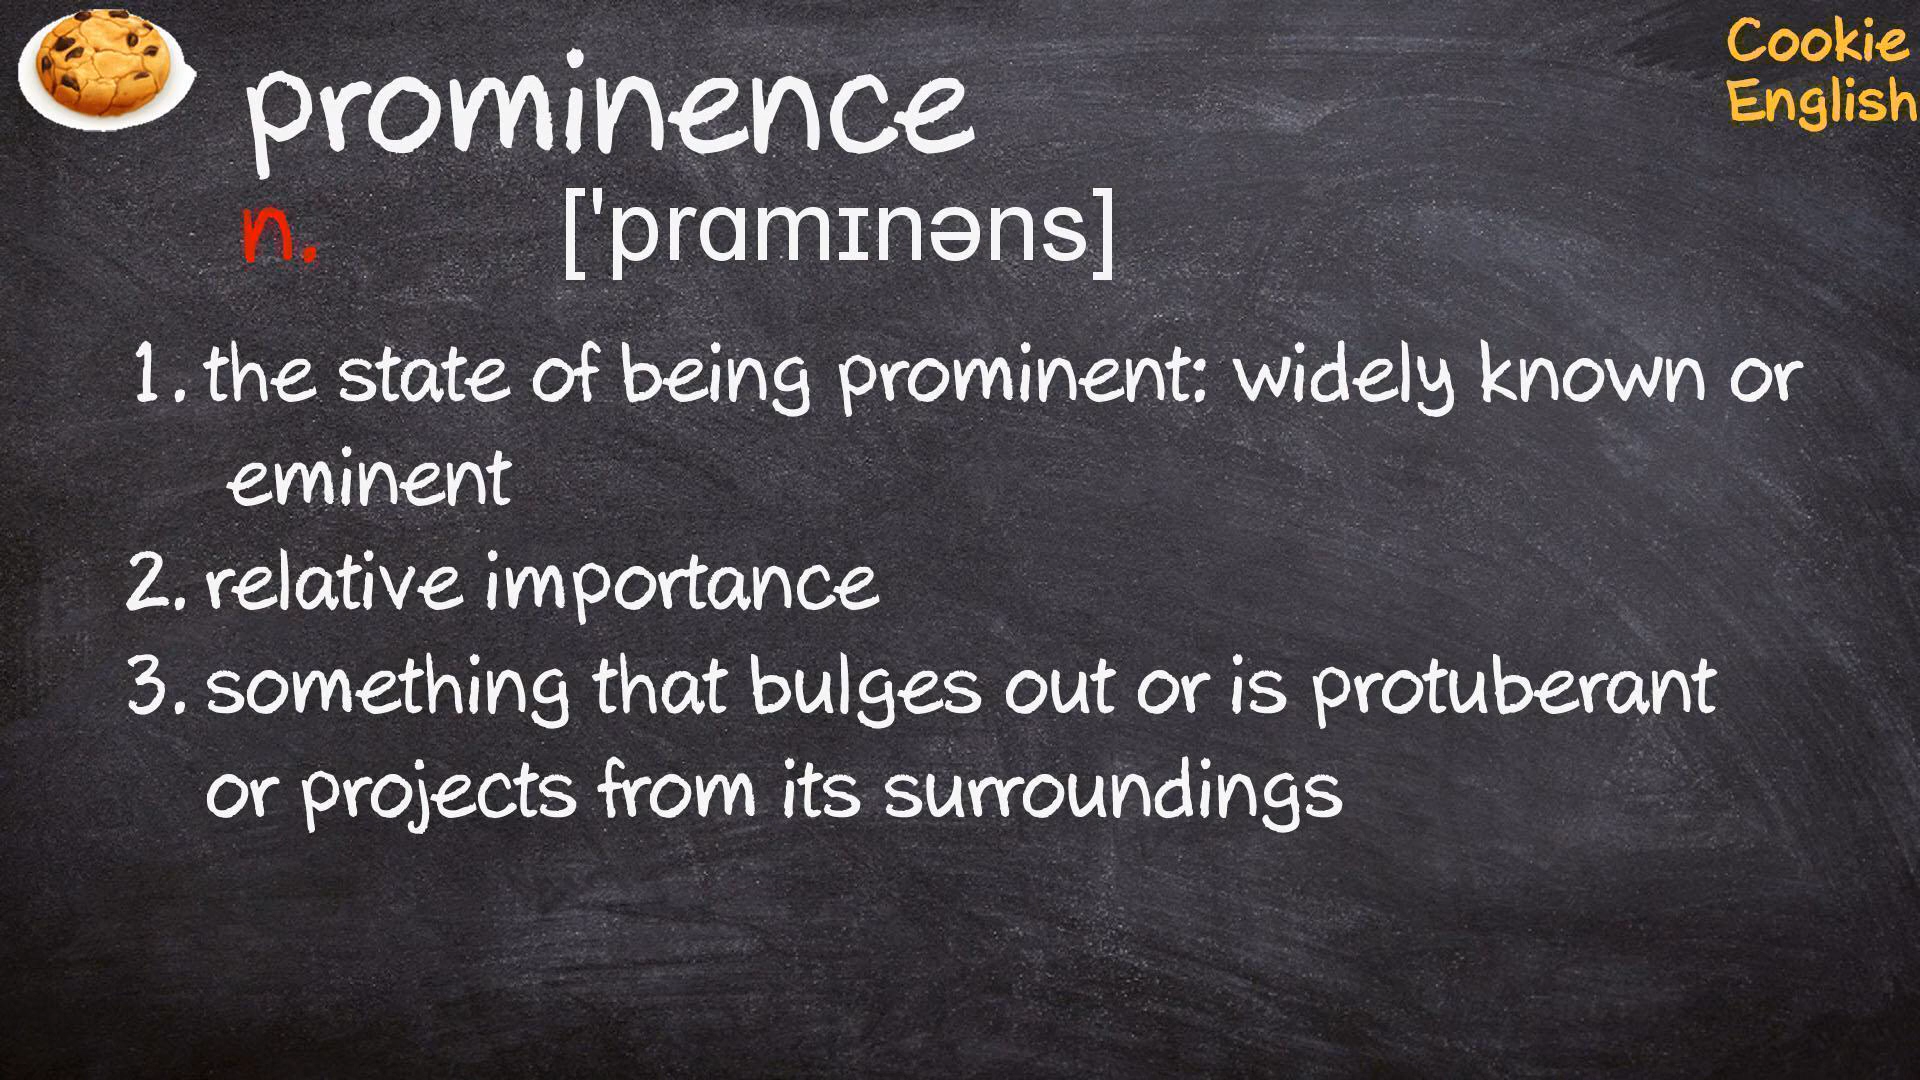 Cookie
English
prominence
n. ['prɑmɪnəns]
1. the state of being prominent: widely known or
eminent
2. relative importance
3. something that bulges out or is protuberant
or projects from its surroundings